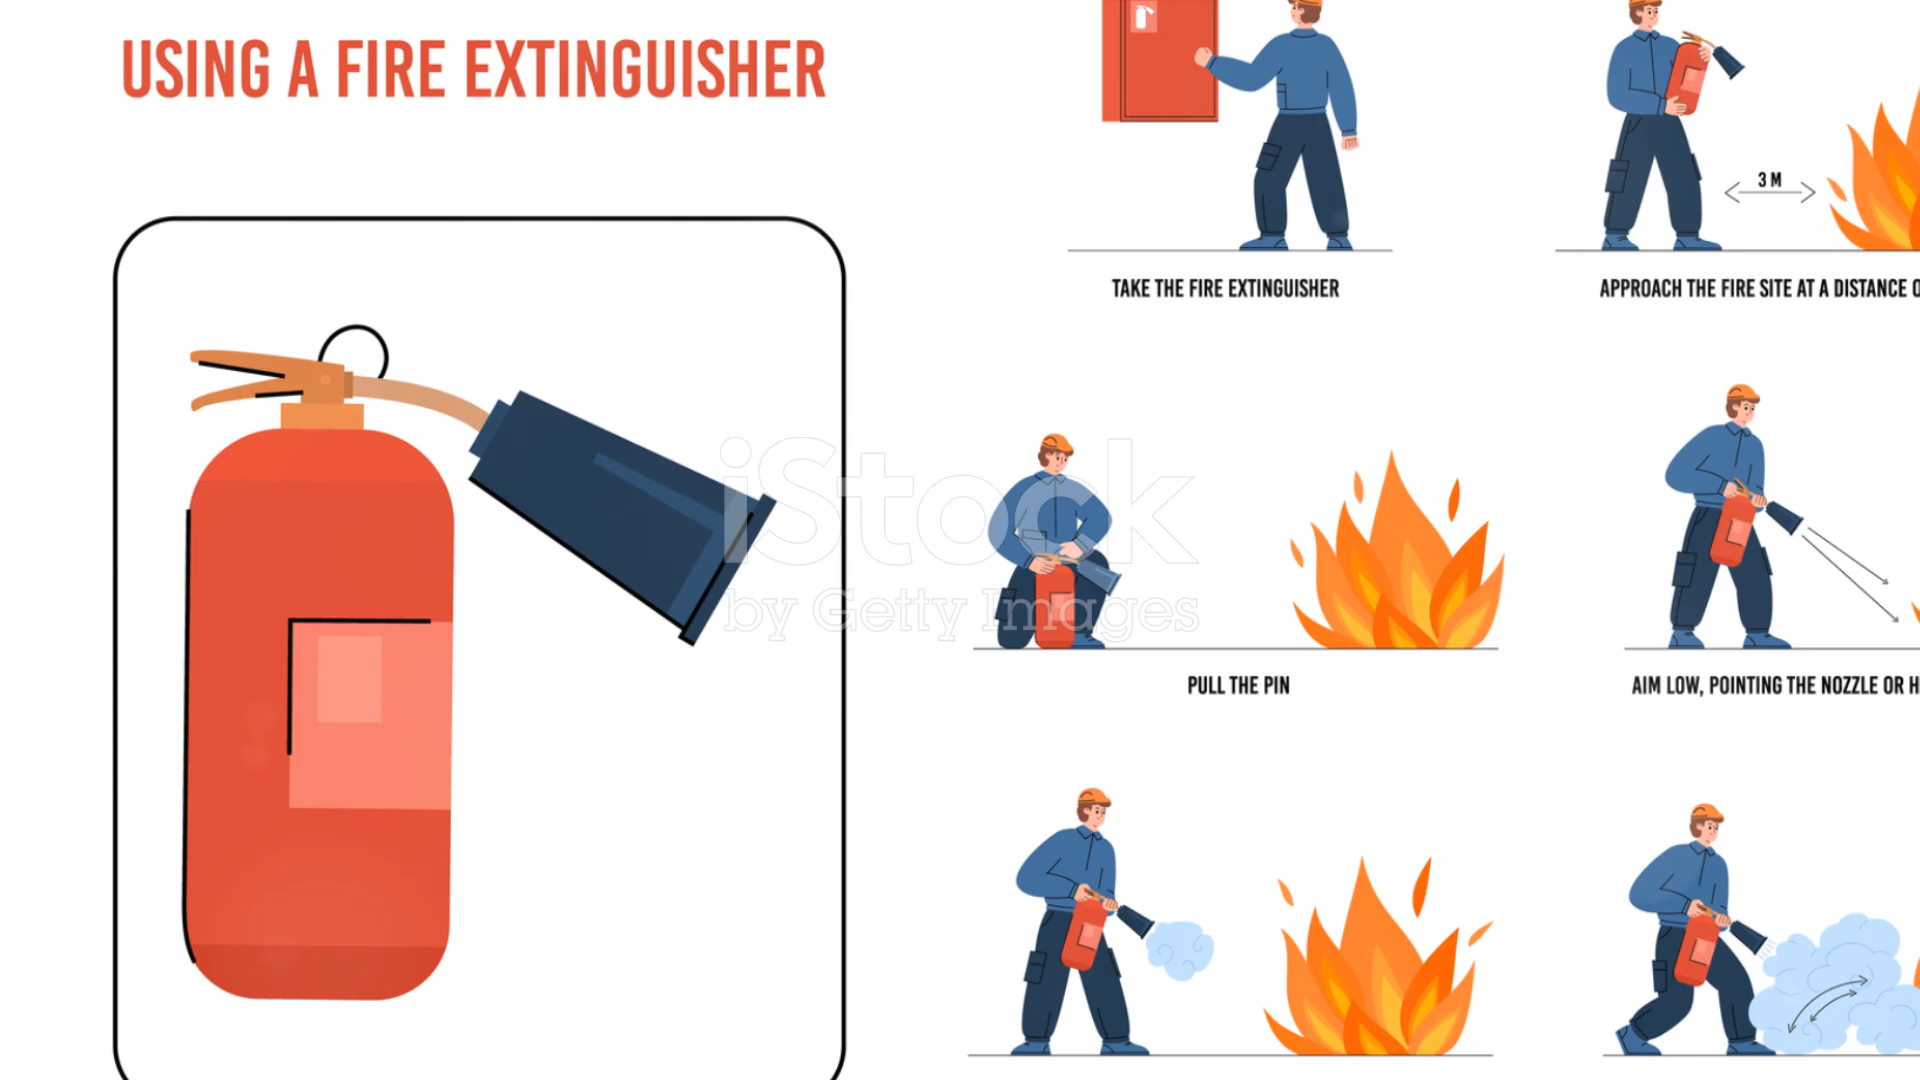 USING A FIRE EXTINGUISHER
3 M
TAKE THE FIRE EXTINGUISHER
APPROACH THE FIRE SITE AT A DISTANCE
iStock
by Getty Images
PULL THE PIN
AIM LOW, POINTING THE NOZZLE OR